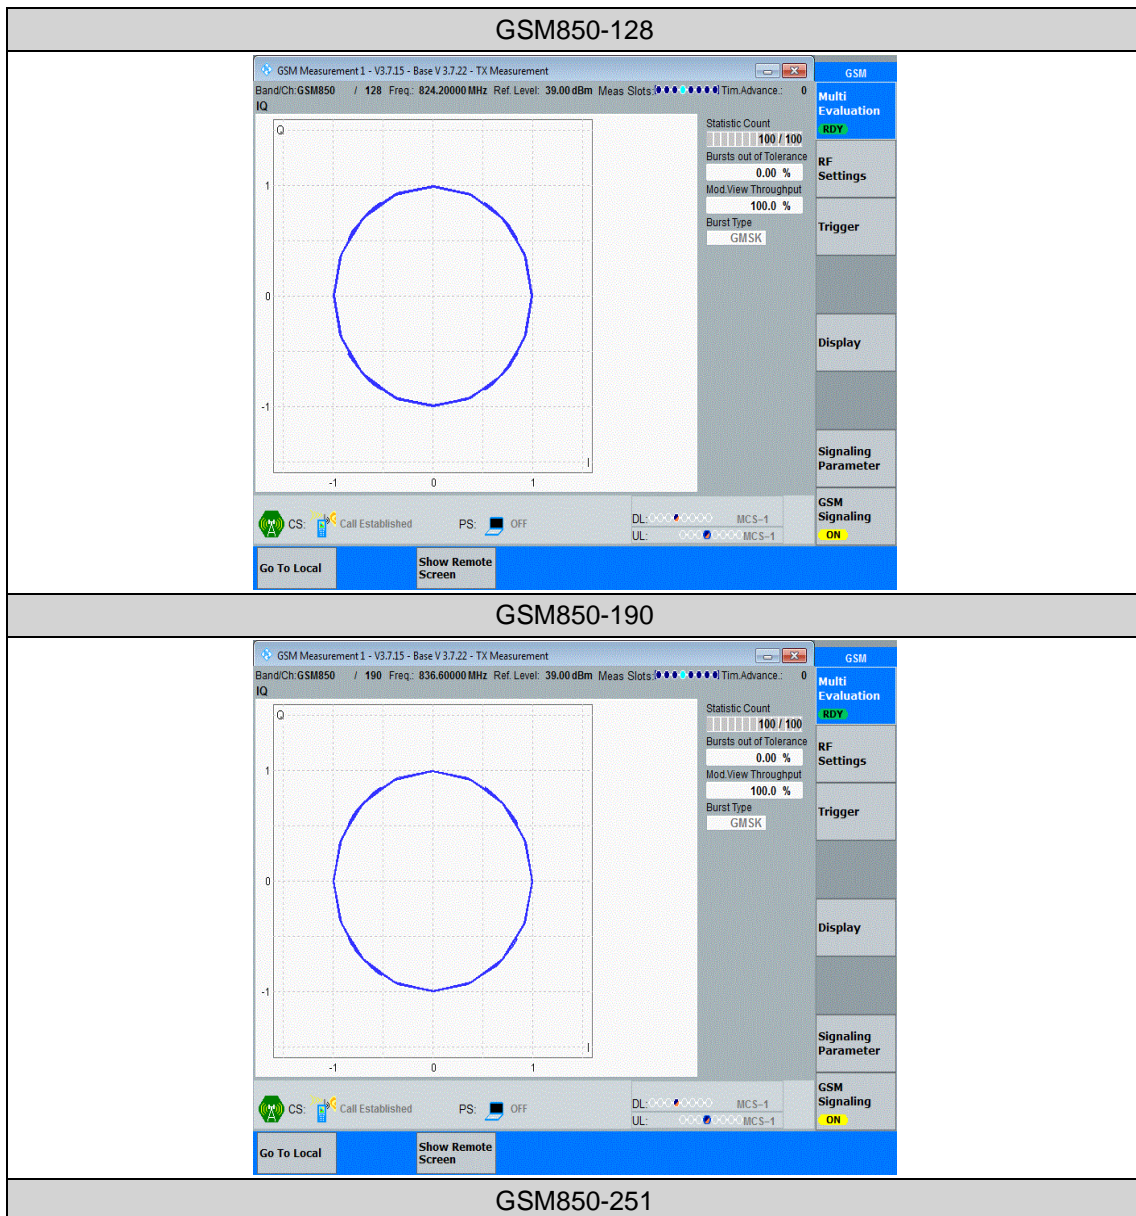 GSM850-128
GSM Measurement 1 - V3.7.15 - Base V 3.7.22 - TX Measurement
GSM
Band/Ch: GSM850 / 128 Freq.: 824.20000 MHz Ref. Level: 39.00 dBm Meas Slots: Tim.Advance.: 0
IQ
Multi
Evaluation
RDY
Q
Statistic Count
100 / 100
Bursts out of Tolerance
0.00 %
Mod.View Throughput
100.0 %
Burst Type
GMSK
RF
Settings
Trigger
1
0
-1
I
-1 0 1
Display
Signaling
Parameter
GSM
Signaling
ON
CS: Call Established PS: OFF
DL: MCS-1
UL: MCS-1
Go To Local
Show Remote
Screen
GSM850-190
GSM Measurement 1 - V3.7.15 - Base V 3.7.22 - TX Measurement
GSM
Band/Ch: GSM850 / 190 Freq.: 836.60000 MHz Ref. Level: 39.00 dBm Meas Slots: Tim.Advance.: 0
IQ
Multi
Evaluation
RDY
Q
Statistic Count
100 / 100
Bursts out of Tolerance
0.00 %
Mod.View Throughput
100.0 %
Burst Type
GMSK
RF
Settings
Trigger
1
0
-1
I
-1 0 1
Display
Signaling
Parameter
GSM
Signaling
ON
CS: Call Established PS: OFF
DL: MCS-1
UL: MCS-1
Go To Local
Show Remote
Screen
GSM850-251